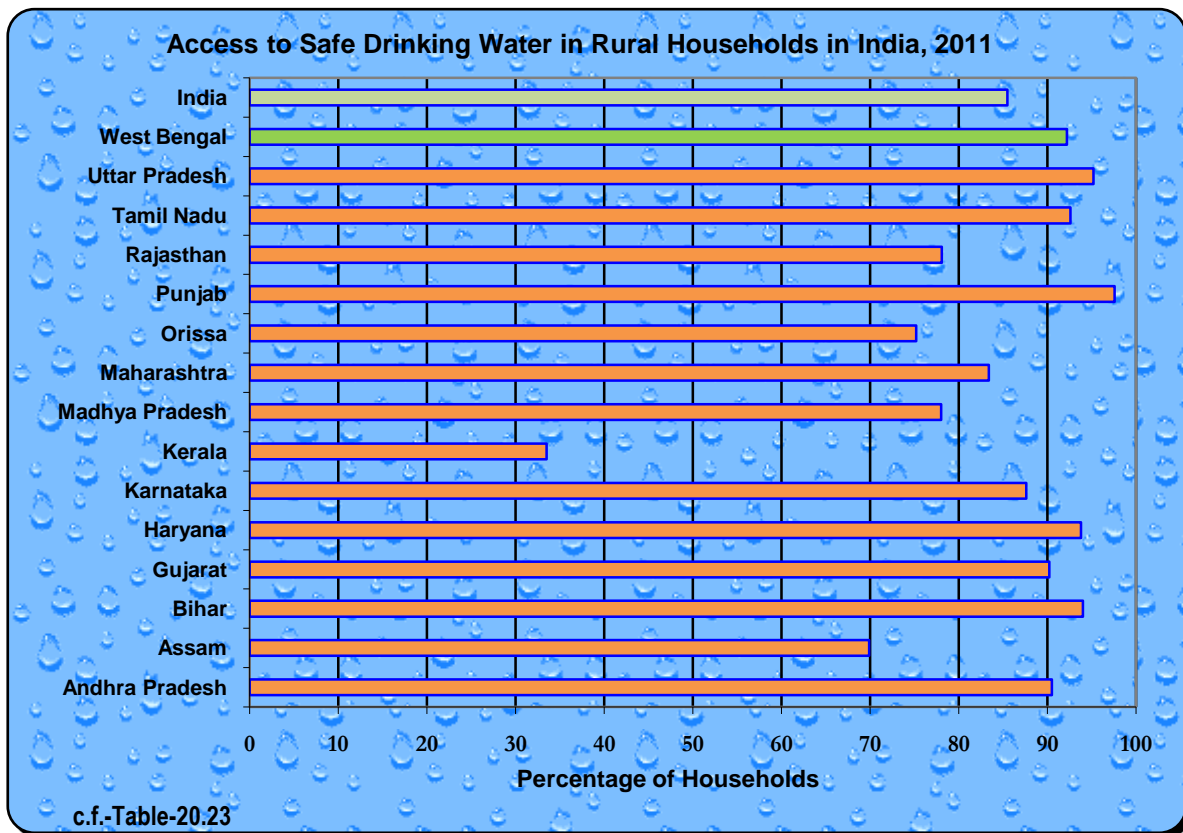 Access to Safe Drinking Water in Rural Households in India, 2011
India
West Bengal
Uttar Pradesh
Tamil Nadu
Rajasthan
Punjab
Orissa
Maharashtra
Madhya Pradesh
Kerala
Karnataka
Haryana
Gujarat
Bihar
Assam
Andhra Pradesh
0 10 20 30 40 50 60 70 80 90 100
Percentage of Households
c.f.-Table-20.23